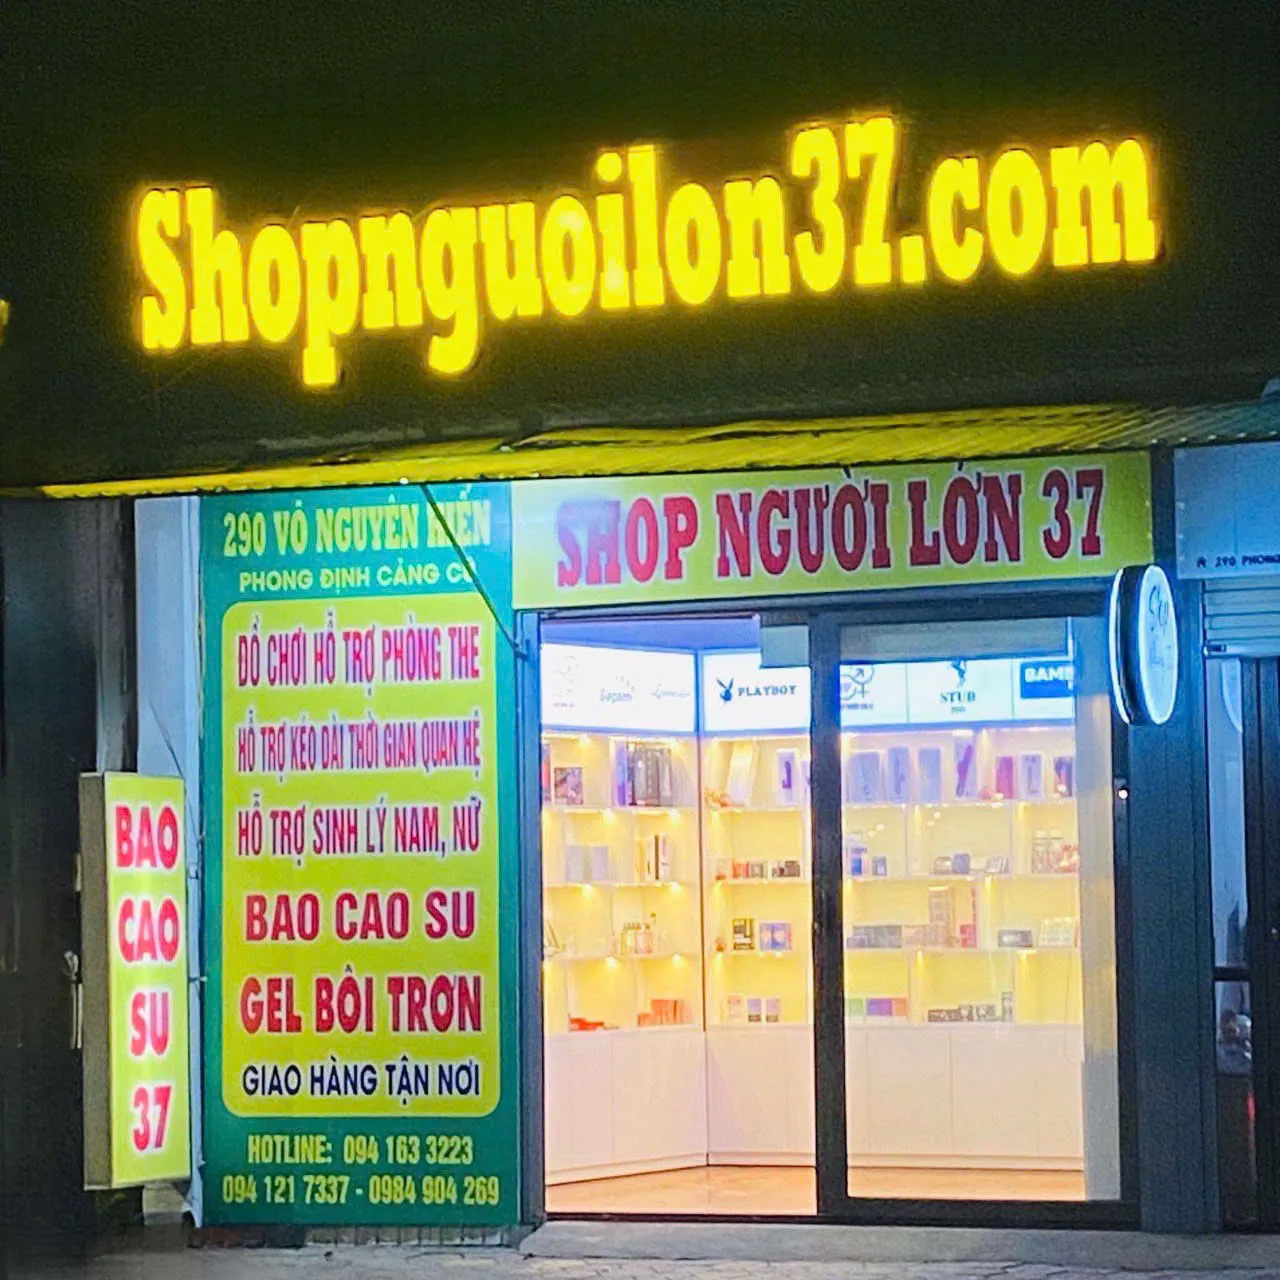 Shopnguoilon37.com
290 VÕ NGUYÊN HIẾN
PHONG ĐỊNH CẢNG CŨ
ĐỒ CHƠI HỖ TRỢ PHÒNG THE
HỖ TRỢ KÉO DÀI THỜI GIAN QUAN HỆ
HỖ TRỢ SINH LÝ NAM, NỮ
BAO CAO SU
GEL BÔI TRƠN
GIAO HÀNG TẬN NƠI
HOTLINE: 094 163 3223
094 121 7337 - 0984 904 269
SHOP NGƯỜI LỚN 37
BAO
CAO
SU
37
PLAYBOY
STUD
Shop
290 PHONG